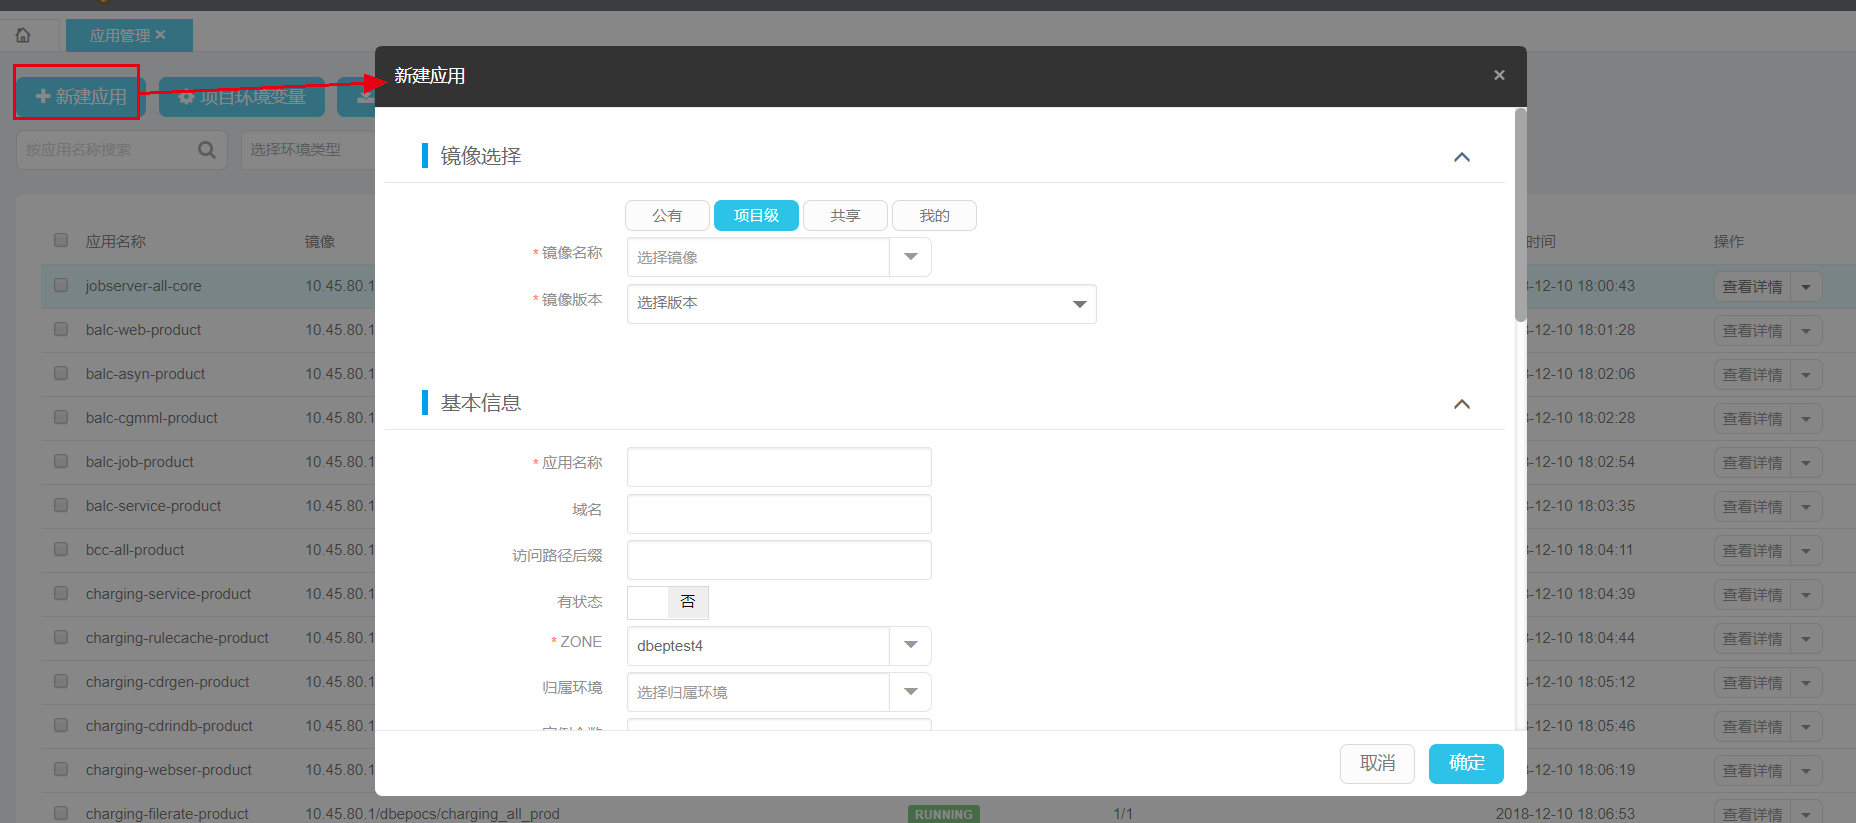 应用管理 ×
新建应用
项目环境变量
新建应用 ×
按应用名称搜索
选择环境类型
镜像选择
公有 项目级 共享 我的
* 镜像名称 选择镜像
* 镜像版本 选择版本
基本信息
* 应用名称
域名
访问路径后缀
有状态 否
* ZONE dbeptest4
归属环境 选择归属环境
取消 确定
应用名称 镜像 时间 操作
jobserver-all-core 10.45.80.1 -12-10 18:00:43 查看详情
balc-web-product 10.45.80.1 -12-10 18:01:28 查看详情
balc-asyn-product 10.45.80.1 -12-10 18:02:06 查看详情
balc-cgmml-product 10.45.80.1 -12-10 18:02:28 查看详情
balc-job-product 10.45.80.1 -12-10 18:02:54 查看详情
balc-service-product 10.45.80.1 -12-10 18:03:35 查看详情
bcc-all-product 10.45.80.1 -12-10 18:04:11 查看详情
charging-service-product 10.45.80.1 -12-10 18:04:39 查看详情
charging-rulecache-product 10.45.80.1 -12-10 18:04:44 查看详情
charging-cdrgen-product 10.45.80.1 -12-10 18:05:12 查看详情
charging-cdrindb-product 10.45.80.1 -12-10 18:05:46 查看详情
charging-webser-product 10.45.80.1 -12-10 18:06:19 查看详情
charging-filerate-product 10.45.80.1/dbepocs/charging_all_prod RUNNING 1/1 2018-12-10 18:06:53 查看详情